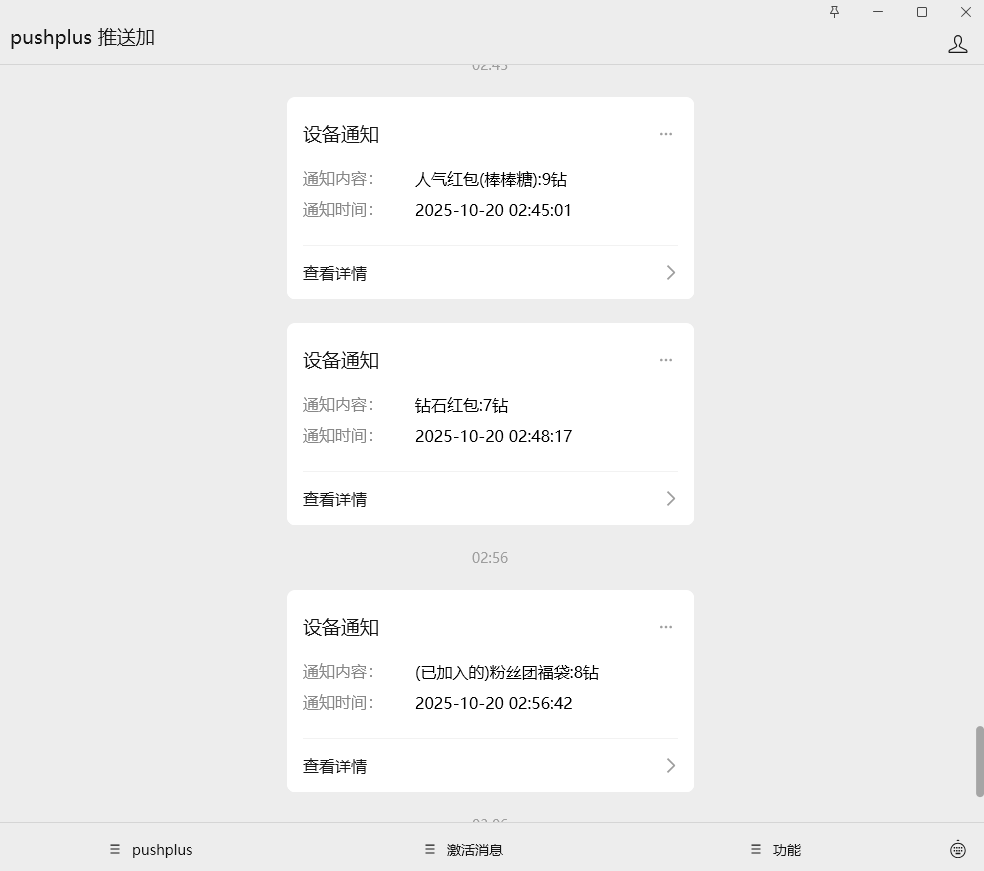 pushplus 推送加
02:45
设备通知
通知内容： 人气红包(棒棒糖):9钻
通知时间： 2025-10-20 02:45:01
查看详情
设备通知
通知内容： 钻石红包:7钻
通知时间： 2025-10-20 02:48:17
查看详情
02:56
设备通知
通知内容： (已加入的)粉丝团福袋:8钻
通知时间： 2025-10-20 02:56:42
查看详情
pushplus 激活消息 功能